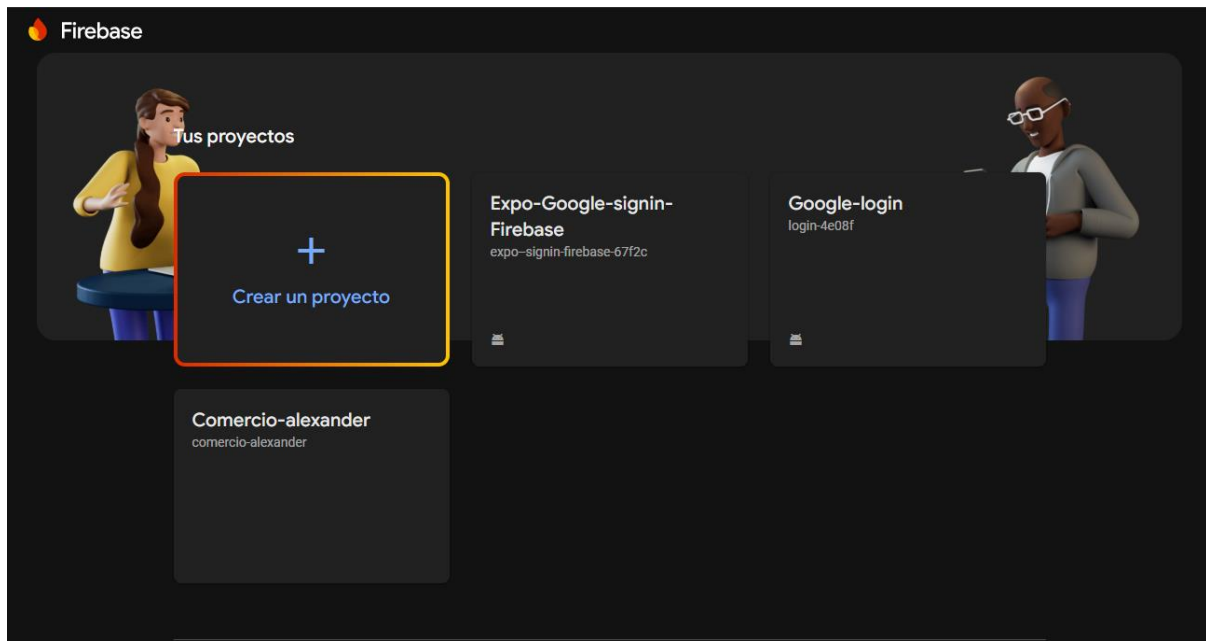 Firebase
Tus proyectos
Crear un proyecto
Expo-Google-signin-
Firebase
expo--signin-firebase-67f2c
Google-login
login-4e08f
Comercio-alexander
comercio-alexander